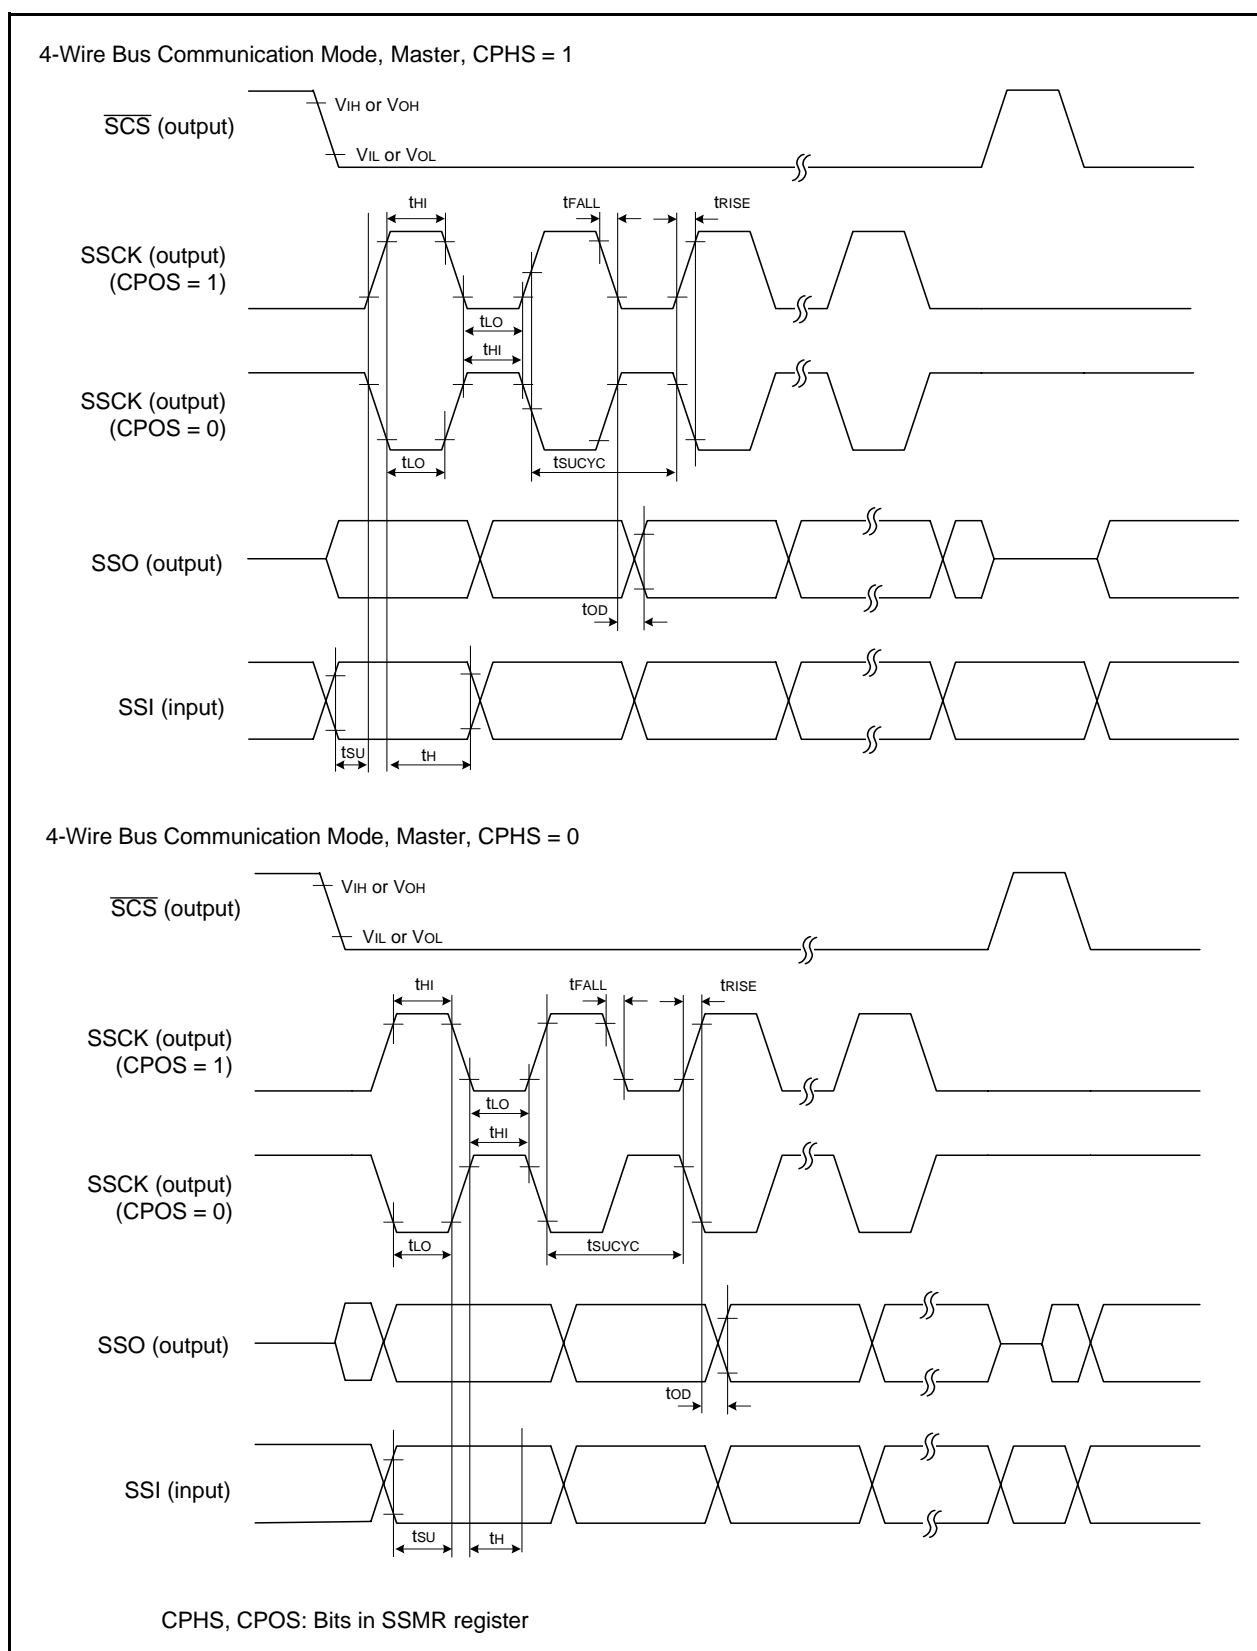 4-Wire Bus Communication Mode, Master, CPHS = 1
SCS (output)
VIH or VOH
VIL or VOL
tHI
tFALL
tRISE
SSCK (output)
(CPOS = 1)
tLO
tHI
SSCK (output)
(CPOS = 0)
tLO
tSUCYC
SSO (output)
tOD
SSI (input)
tSU
tH
4-Wire Bus Communication Mode, Master, CPHS = 0
SCS (output)
VIH or VOH
VIL or VOL
tHI
tFALL
tRISE
SSCK (output)
(CPOS = 1)
tLO
tHI
SSCK (output)
(CPOS = 0)
tLO
tSUCYC
SSO (output)
tOD
SSI (input)
tSU
tH
CPHS, CPOS: Bits in SSMR register